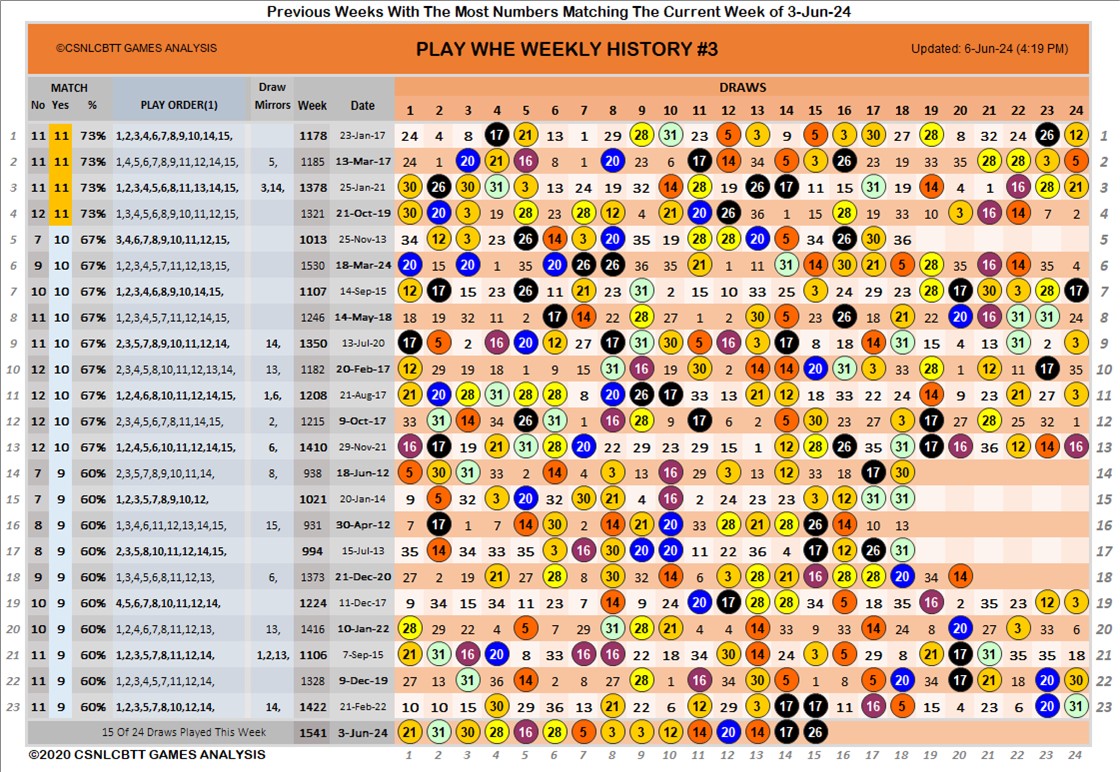 Previous Weeks With The Most Numbers Matching The Current Week of 3-Jun-24
©CSNLCBTT GAMES ANALYSIS PLAY WHE WEEKLY HISTORY #3 Updated: 6-Jun-24 (4:19 PM)
MATCH Draw DRAWS
No Yes % PLAY ORDER(1) Mirrors Week Date 1 2 3 4 5 6 7 8 9 10 11 12 13 14 15 16 17 18 19 20 21 22 23 24
1 11 11 73% 1,2,3,4,6,7,8,9,10,14,15, 1178 23-Jan-17 24 4 8 17 21 13 1 29 28 31 23 5 3 9 5 3 30 27 28 8 32 24 26 12 1
2 11 11 73% 1,4,5,6,7,8,9,11,12,14,15, 5, 1185 13-Mar-17 24 1 20 21 16 8 1 20 23 6 17 14 34 5 3 26 23 19 33 35 28 28 3 5 2
3 11 11 73% 1,2,3,4,5,6,8,11,13,14,15, 3,14, 1378 25-Jan-21 30 26 30 31 3 13 24 19 32 14 28 19 26 17 11 15 31 19 14 4 1 16 28 21 3
4 12 11 73% 1,3,4,5,6,8,9,10,11,12,15, 1321 21-Oct-19 30 20 3 19 28 23 28 12 4 21 20 26 36 1 15 28 19 33 10 3 16 14 7 2 4
5 7 10 67% 3,4,6,7,8,9,10,11,12,15, 1013 25-Nov-13 34 12 3 23 26 14 3 20 35 19 28 28 20 5 34 26 30 36 5
6 9 10 67% 1,2,3,4,5,7,11,12,13,15, 1530 18-Mar-24 20 15 20 1 35 20 26 26 36 35 21 1 11 31 14 30 21 5 28 35 16 14 35 4 6
7 11 10 67% 1,2,3,4,6,8,9,10,14,15, 1107 14-Sep-15 12 17 15 23 26 11 21 23 31 2 15 10 33 25 3 24 29 23 28 17 30 3 28 17 7
8 11 10 67% 1,2,4,5,7,8,12,13,14,15, 1246 14-May-18 18 19 32 11 2 17 14 22 28 27 1 2 30 5 23 26 18 21 22 20 16 31 31 24 8
9 11 10 67% 2,3,5,7,8,9,10,11,12,14, 14, 1350 13-Jul-20 17 5 2 16 20 12 27 17 31 30 5 16 3 17 8 18 14 31 15 4 13 31 2 3 9
10 12 10 67% 2,3,4,5,8,10,11,12,13,14, 13, 1182 20-Feb-17 12 29 19 18 1 9 15 31 16 19 30 2 14 14 20 31 3 33 28 1 12 11 17 35 10
11 12 10 67% 1,2,4,6,8,10,11,12,14,15, 1,6, 1208 21-Aug-17 21 20 28 31 28 28 8 20 26 17 33 13 21 12 18 33 22 24 14 9 23 21 27 3 11
12 12 10 67% 2,3,4,5,6,7,8,11,14,15, 2, 1215 9-Oct-17 33 31 14 34 26 31 1 16 28 11 17 6 2 5 30 23 27 3 17 21 28 25 32 1 12
13 12 10 67% 1,2,4,5,6,10,11,12,14,15, 6, 1410 29-Nov-21 16 17 19 21 31 28 20 22 29 23 29 15 1 12 28 26 35 31 17 16 36 12 14 16 13
14 7 9 60% 2,3,5,7,8,9,10,11,14, 8, 938 18-Jun-12 5 30 31 33 2 14 4 3 13 16 29 3 13 12 33 18 17 30 14
15 7 9 60% 1,2,3,5,7,8,9,10,12, 1021 20-Jan-14 9 5 32 3 20 32 30 21 4 16 2 24 23 23 3 12 31 31 15
16 8 9 60% 1,3,4,6,11,12,13,14,15, 15, 931 30-Apr-12 7 17 1 7 14 30 2 14 21 20 33 28 21 28 26 14 10 13 16
17 8 9 60% 2,3,5,8,10,11,12,14,15, 994 15-Jul-13 35 14 34 33 35 3 16 30 20 20 11 22 36 4 17 12 26 31 17
18 9 9 60% 1,3,4,5,6,8,11,12,13, 6, 1373 21-Dec-20 27 2 19 21 27 28 8 30 32 14 6 3 28 21 16 28 28 20 34 14 18
19 10 9 60% 4,5,6,7,8,10,11,12,14, 1224 11-Dec-17 9 34 15 34 11 23 7 14 9 24 20 17 28 28 34 5 18 35 16 2 35 23 12 3 19
20 10 9 60% 1,2,4,6,7,8,11,12,13, 13, 1416 10-Jan-22 28 29 22 4 5 7 29 31 28 21 4 4 14 33 9 33 14 24 8 20 27 3 33 6 20
21 11 9 60% 1,2,3,5,7,8,11,12,14, 1,2,13, 1106 7-Sep-15 21 31 16 20 8 33 16 16 22 18 34 30 14 24 3 5 29 8 21 17 31 35 35 18 21
22 11 9 60% 1,2,3,4,5,7,11,12,14, 1328 9-Dec-19 27 13 31 36 14 2 8 27 28 1 16 34 30 5 1 8 5 20 34 17 21 18 20 30 22
23 11 9 60% 1,2,3,5,7,8,10,12,14, 14, 1422 21-Feb-22 10 10 15 30 29 36 13 21 22 6 12 29 3 17 17 11 16 5 15 4 23 6 20 31 23
15 Of 24 Draws Played This Week 1541 3-Jun-24 21 31 30 28 16 28 5 3 3 12 14 20 14 17 26
©2020 CSNLCBTT GAMES ANALYSIS 1 2 3 4 5 6 7 8 9 10 11 12 13 14 15 16 17 18 19 20 21 22 23 24